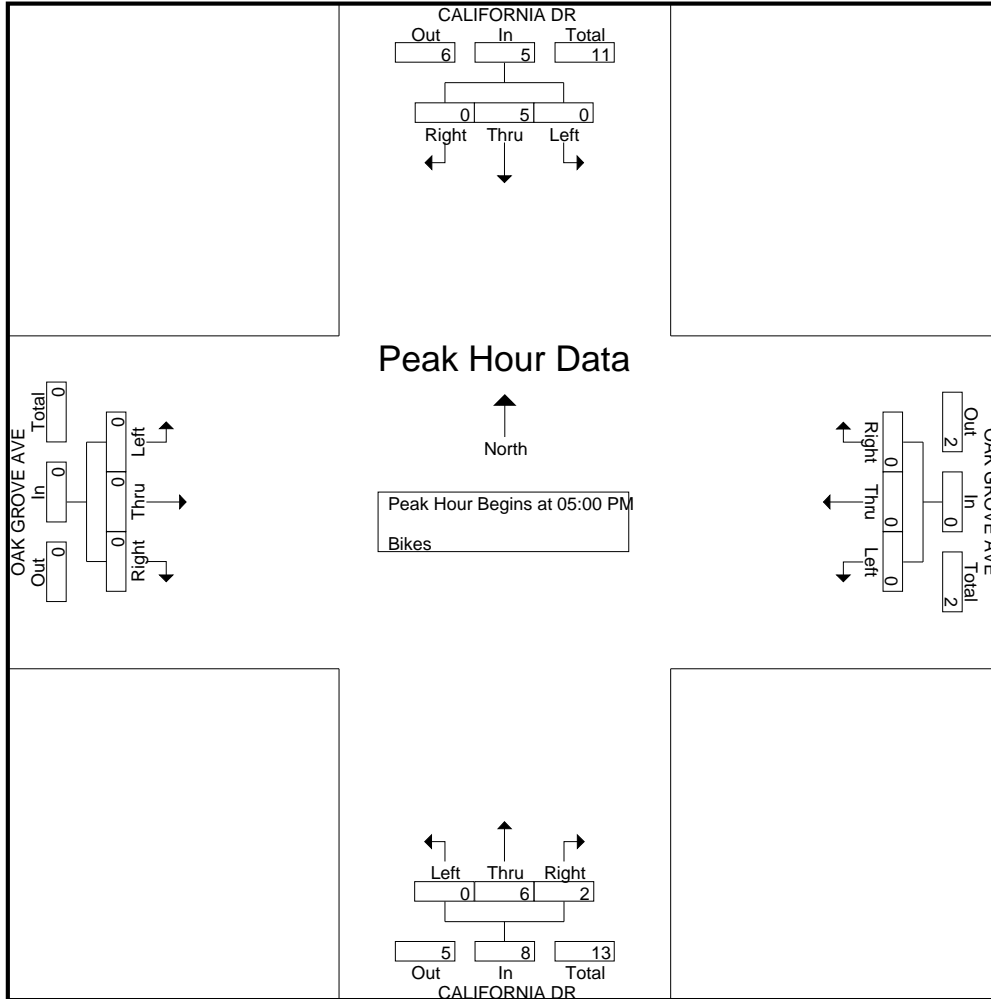 CALIFORNIA DR
Out In Total
6 5 11
0 5 0
Right Thru Left
Peak Hour Data
North
Peak Hour Begins at 05:00 PM
Bikes
OAK GROVE AVE
Out In Total
0 0 0
Left Thru Right
0 0 0
OAK GROVE AVE
Out In Total
2 0 2
Right Thru Left
0 0 0
Left Thru Right
0 6 2
5 8 13
Out In Total
CALIFORNIA DR